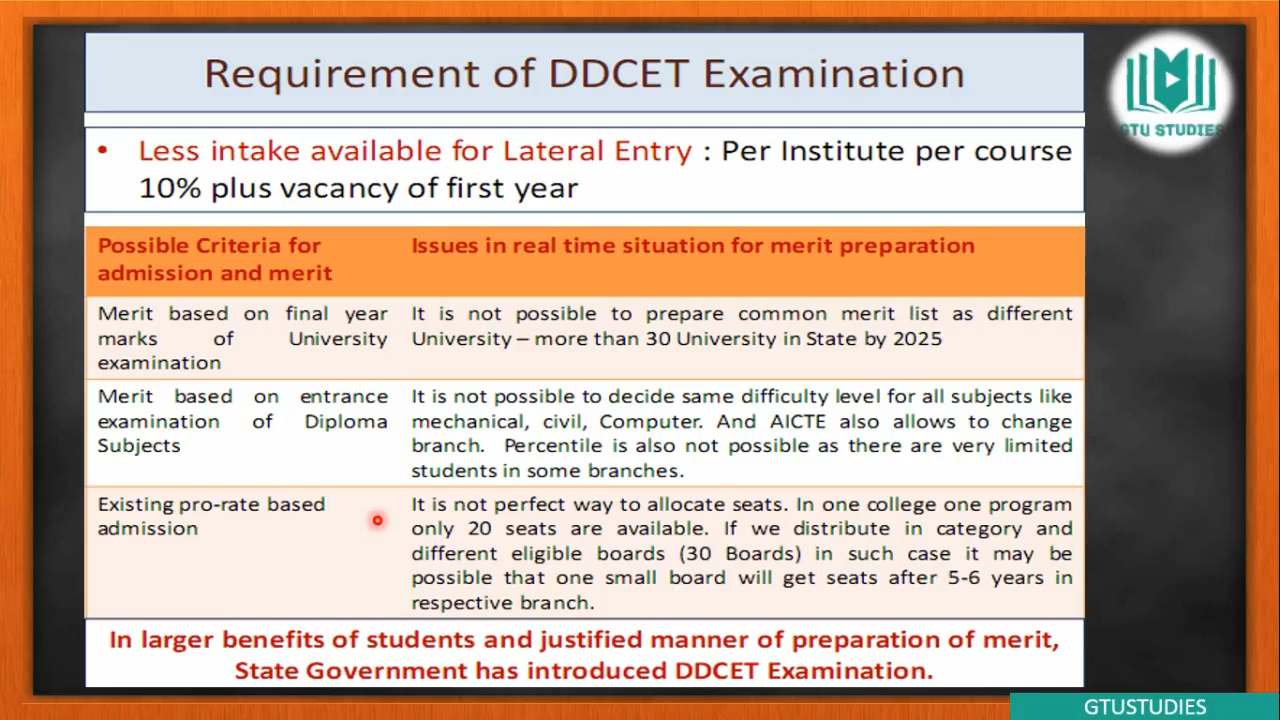 Requirement of DDCET Examination
GTU STUDIES
• Less intake available for Lateral Entry : Per Institute per course
10% plus vacancy of first year
Possible Criteria for
admission and merit
Issues in real time situation for merit preparation
Merit based on final year
marks of University
examination
It is not possible to prepare common merit list as different
University – more than 30 University in State by 2025
Merit based on entrance
examination of Diploma
Subjects
It is not possible to decide same difficulty level for all subjects like
mechanical, civil, Computer. And AICTE also allows to change
branch. Percentile is also not possible as there are very limited
students in some branches.
Existing pro-rate based
admission
It is not perfect way to allocate seats. In one college one program
only 20 seats are available. If we distribute in category and
different eligible boards (30 Boards) in such case it may be
possible that one small board will get seats after 5-6 years in
respective branch.
In larger benefits of students and justified manner of preparation of merit,
State Government has introduced DDCET Examination.
GTUSTUDIES